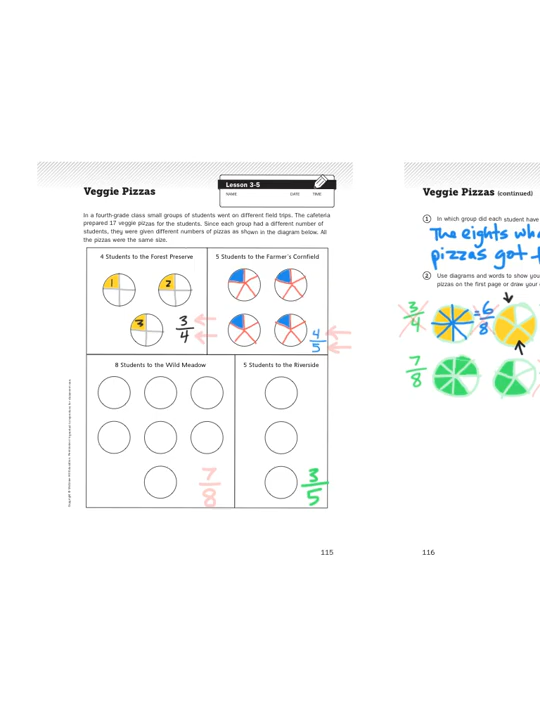 Veggie Pizzas
Lesson 3-5
NAME DATE TIME
In a fourth-grade class small groups of students went on different field trips. The cafeteria
prepared 17 veggie pizzas for the students. Since each group had a different number of
students, they were given different numbers of pizzas as shown in the diagram below. All
the pizzas were the same size.
4 Students to the Forest Preserve
5 Students to the Farmer's Cornfield
1 2
3 3/4
4/5
8 Students to the Wild Meadow
5 Students to the Riverside
7/8
3/5
115
Veggie Pizzas (continued)
1 In which group did each student have
The eights
pizzas got
2 Use diagrams and words to show you
pizzas on the first page or draw your
3/4 = 6/8
7/8
116